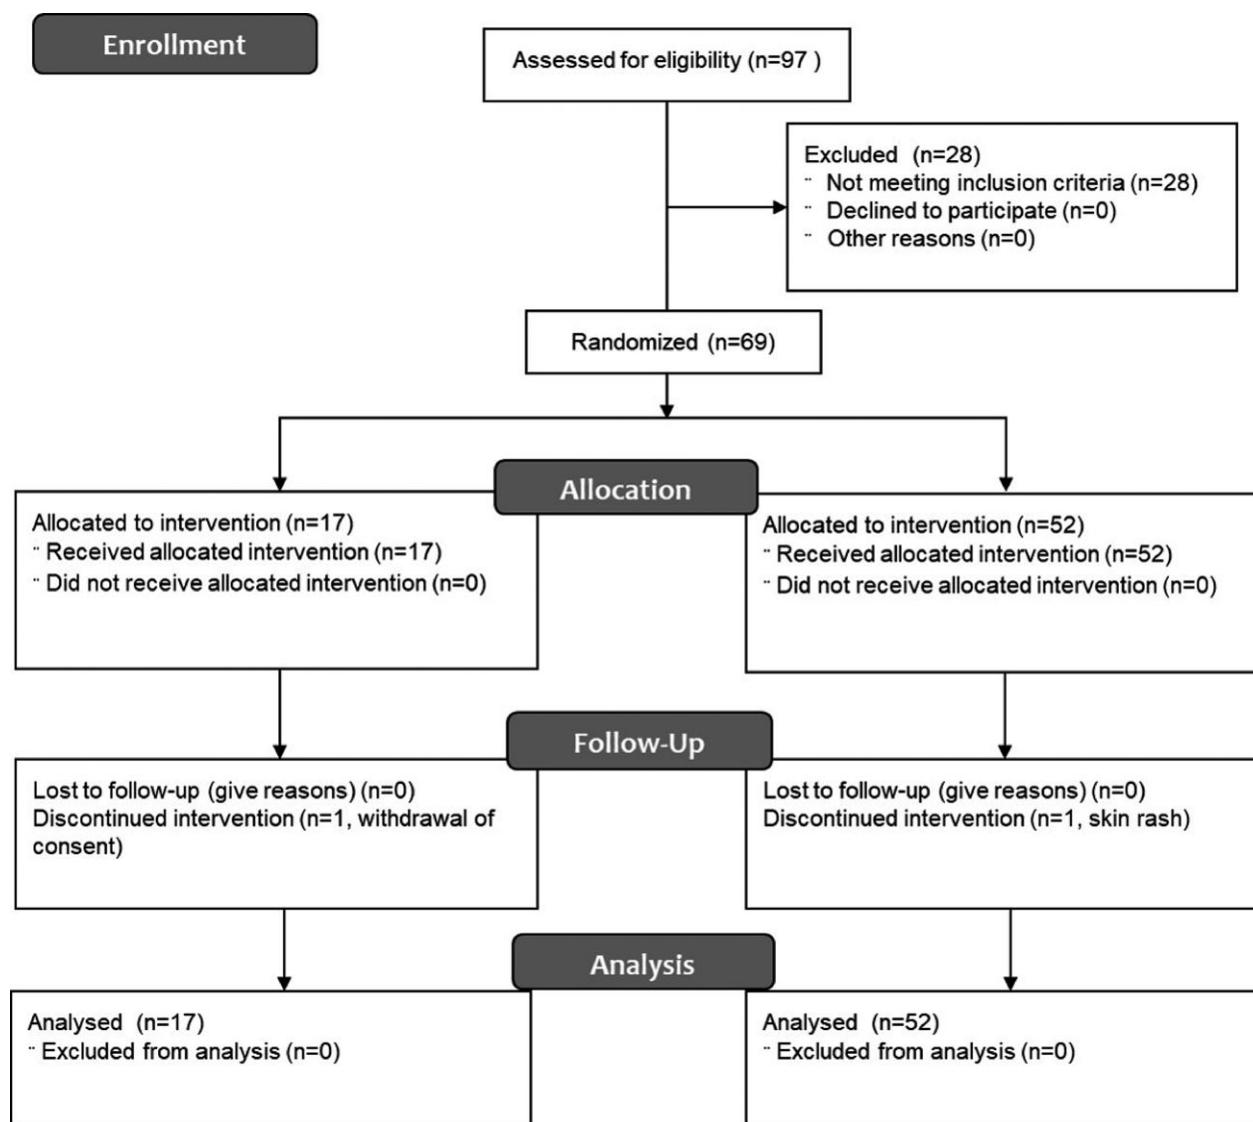 Enrollment
Assessed for eligibility (n=97 )
Excluded  (n=28)
¨ Not meeting inclusion criteria (n=28)
¨ Declined to participate (n=0)
¨ Other reasons (n=0)
Randomized (n=69)
Allocation
Allocated to intervention (n=17)
¨ Received allocated intervention (n=17)
¨ Did not receive allocated intervention (n=0)
Allocated to intervention (n=52)
¨ Received allocated intervention (n=52)
¨ Did not receive allocated intervention (n=0)
Follow-Up
Lost to follow-up (give reasons) (n=0)
Discontinued intervention (n=1, withdrawal of
consent)
Lost to follow-up (give reasons) (n=0)
Discontinued intervention (n=1, skin rash)
Analysis
Analysed  (n=17)
¨ Excluded from analysis (n=0)
Analysed  (n=52)
¨ Excluded from analysis (n=0)